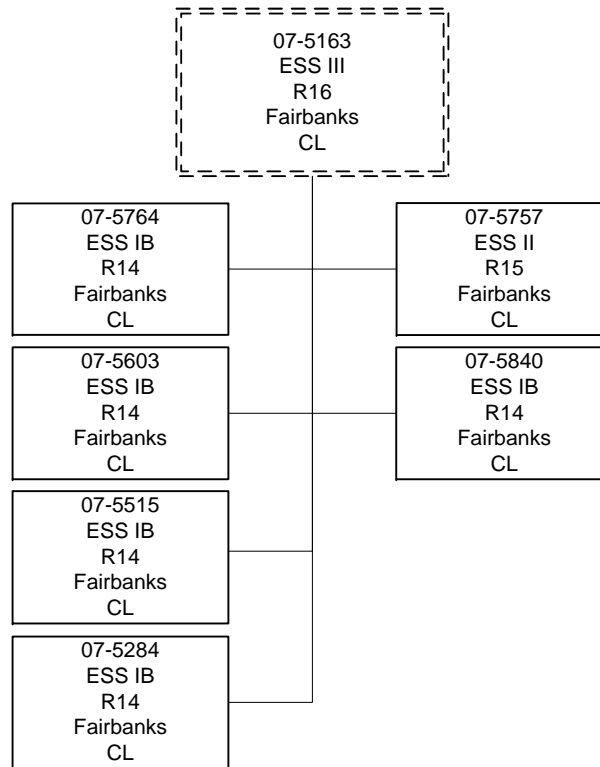 07-5163
ESS III
R16
Fairbanks
CL
07-5764
ESS IB
R14
Fairbanks
CL
07-5757
ESS II
R15
Fairbanks
CL
07-5603
ESS IB
R14
Fairbanks
CL
07-5840
ESS IB
R14
Fairbanks
CL
07-5515
ESS IB
R14
Fairbanks
CL
07-5284
ESS IB
R14
Fairbanks
CL